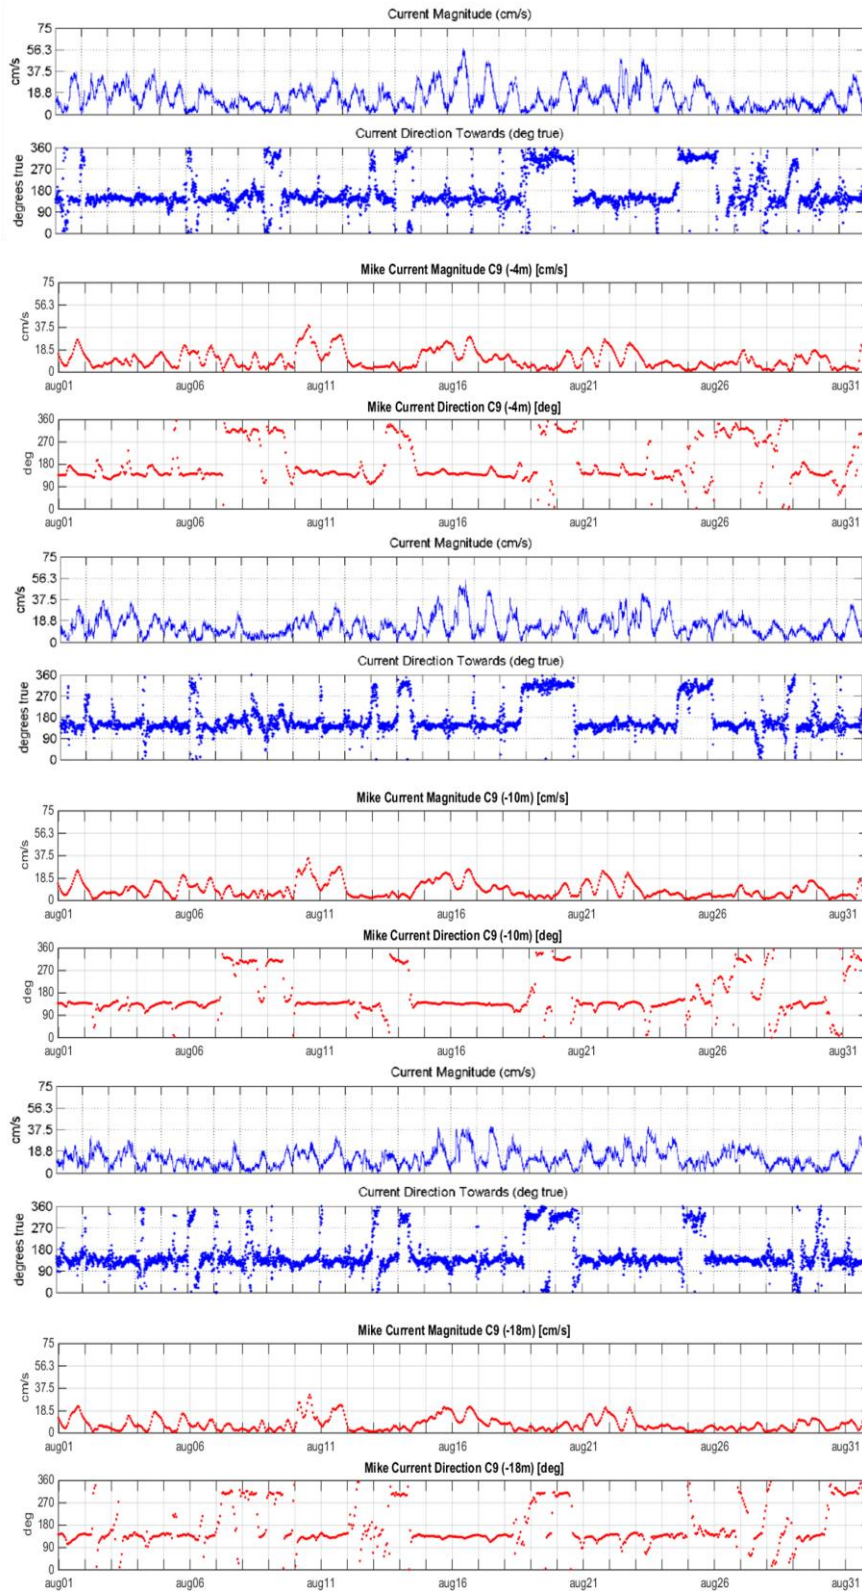 Current Magnitude (cm/s)
75
56.3
37.5
18.8
0
cm/s
Current Direction Towards (deg true)
360
270
180
90
0
degrees true
Mike Current Magnitude C9 (-4m) [cm/s]
75
56.3
37.5
18.5
0
cm/s
aug01 aug06 aug11 aug16 aug21 aug26 aug31
Mike Current Direction C9 (-4m) [deg]
360
270
180
90
0
deg
aug01 aug06 aug11 aug16 aug21 aug26 aug31
Current Magnitude (cm/s)
75
56.3
37.5
18.8
0
cm/s
Current Direction Towards (deg true)
360
270
180
90
0
degrees true
Mike Current Magnitude C9 (-10m) [cm/s]
75
56.3
37.5
18.5
0
cm/s
aug01 aug06 aug11 aug16 aug21 aug26 aug31
Mike Current Direction C9 (-10m) [deg]
360
270
180
90
0
deg
aug01 aug06 aug11 aug16 aug21 aug26 aug31
Current Magnitude (cm/s)
75
56.3
37.5
18.8
0
cm/s
Current Direction Towards (deg true)
360
270
180
90
0
degrees true
Mike Current Magnitude C9 (-18m) [cm/s]
75
56.3
37.5
18.5
0
cm/s
aug01 aug06 aug11 aug16 aug21 aug26 aug31
Mike Current Direction C9 (-18m) [deg]
360
270
180
90
0
deg
aug01 aug06 aug11 aug16 aug21 aug26 aug31